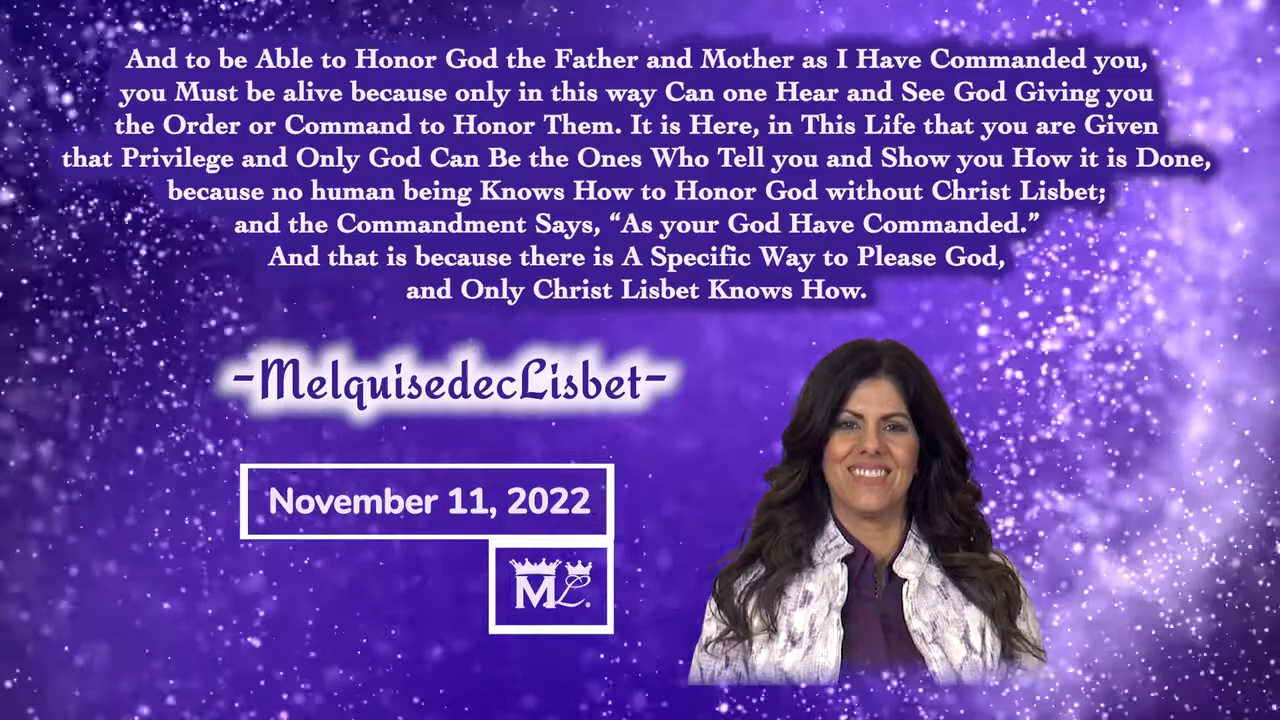 And to be Able to Honor God the Father and Mother as I Have Commanded you,
you Must be alive because only in this way Can one Hear and See God Giving you
the Order or Command to Honor Them. It is Here, in This Life that you are Given
that Privilege and Only God Can Be the Ones Who Tell you and Show you How it is Done,
because no human being Knows How to Honor God without Christ Lisbet;
and the Commandment Says, “As your God Have Commanded.”
And that is because there is A Specific Way to Please God,
and Only Christ Lisbet Knows How.
-MelquisedecLisbet-
November 11, 2022
ML.